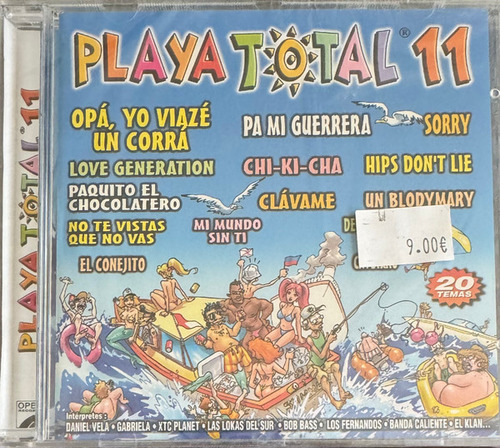 PLAYA TOTAL® 11
OPÁ, YO VIAZÉ
UN CORRÁ
PA MI GUERRERA
SORRY
LOVE GENERATION
CHI-KI-CHA
HIPS DON'T LIE
PAQUITO EL
CHOCOLATERO
CLÁVAME
UN BLODYMARY
NO TE VISTAS
QUE NO VAS
MI MUNDO
SIN TI
9.00€
EL CONEJITO
20
TEMAS
Intérpretes:
DANIEL VELA • GABRIELA • XTC PLANET • LAS LOKAS DEL SUR • BOB BASS • LOS FERNANDOS • BANDA CALIENTE • EL KLAN...
PLAYA TOTAL 11